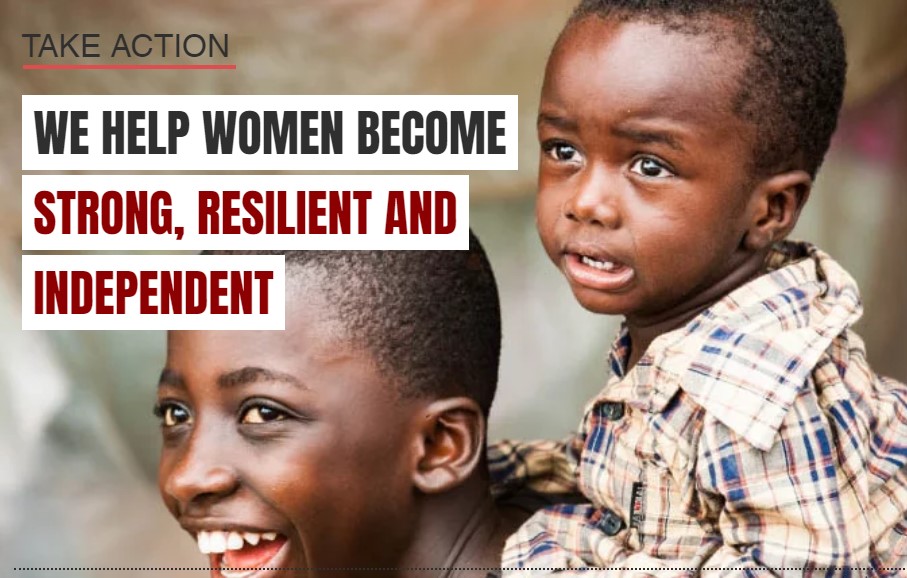 TAKE ACTION
WE HELP WOMEN BECOME
STRONG, RESILIENT AND
INDEPENDENT